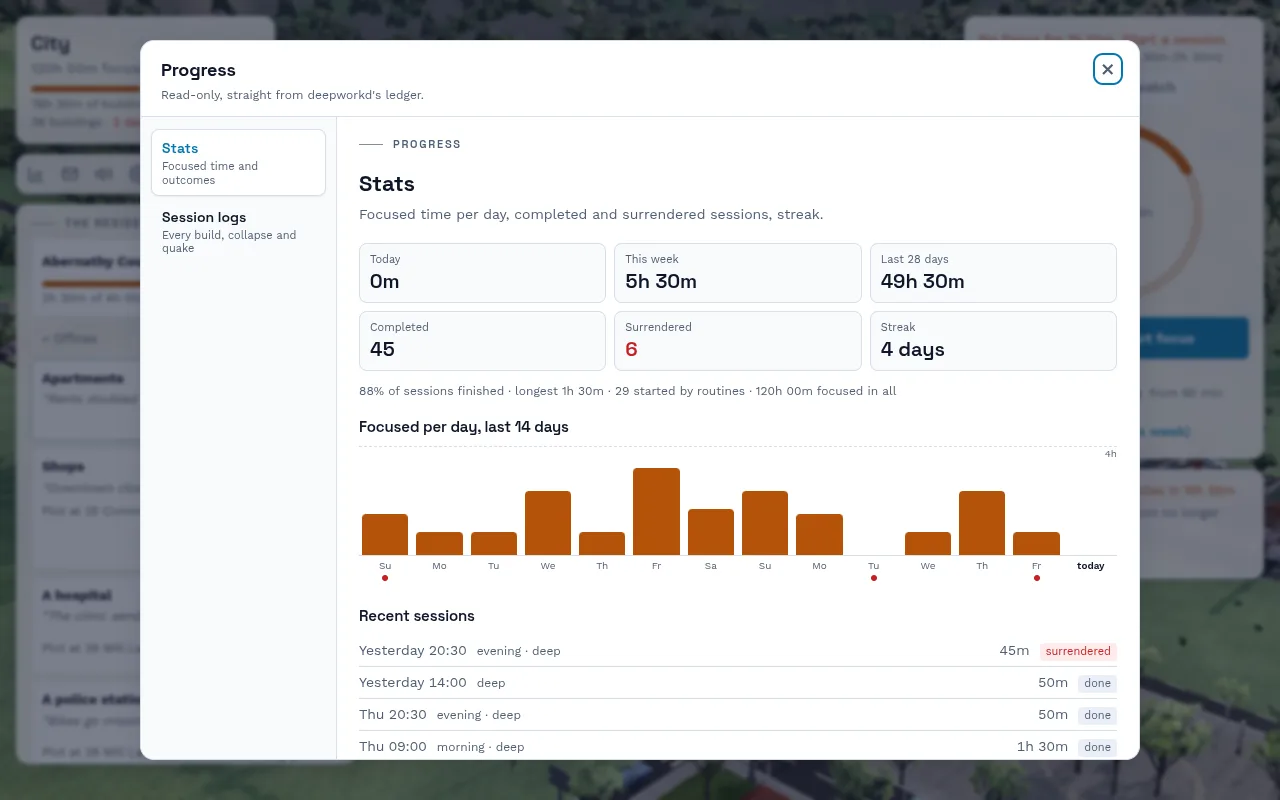 City
Progress
Read-only, straight from deepworkd's ledger.
Stats
Focused time and
outcomes
Session logs
Every build, collapse and
quake
PROGRESS
Stats
Focused time per day, completed and surrendered sessions, streak.
Today
0m
This week
5h 30m
Last 28 days
49h 30m
Completed
45
Surrendered
6
Streak
4 days
88% of sessions finished · longest 1h 30m · 29 started by routines · 120h 00m focused in all
Focused per day, last 14 days
4h
Su Mo Tu We Th Fr Sa Su Mo Tu We Th Fr today
Recent sessions
Yesterday 20:30 evening · deep 45m surrendered
Yesterday 14:00 deep 50m done
Thu 20:30 evening · deep 50m done
Thu 09:00 morning · deep 1h 30m done
Offices
Apartments
Shops
A hospital